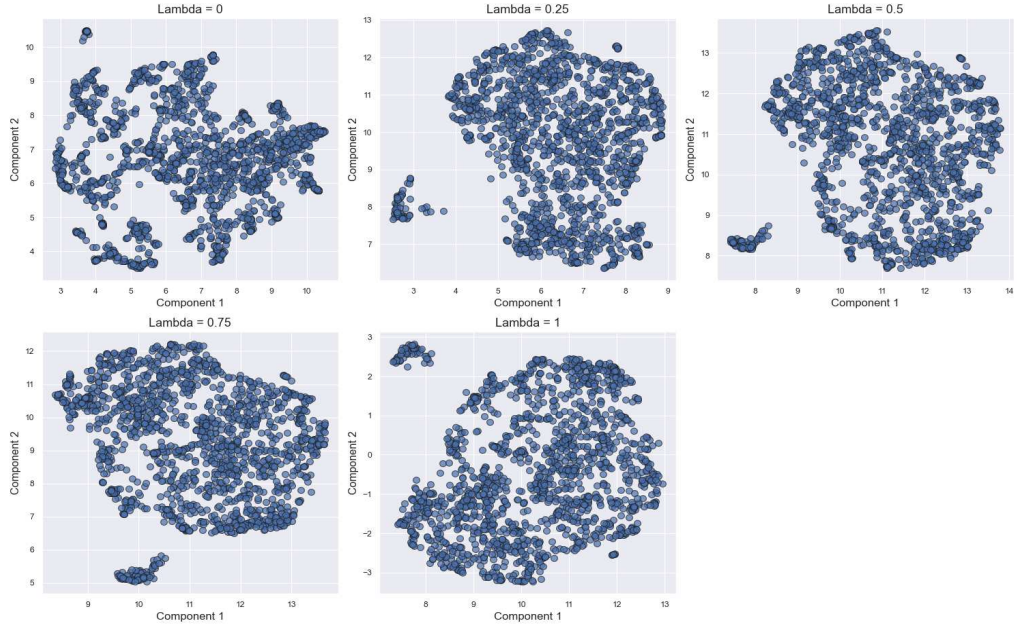 Lambda = 0
Component 2
10
9
8
7
6
5
4
3 4 5 6 7 8 9 10
Component 1
Lambda = 0.25
Component 2
13
12
11
10
9
8
7
3 4 5 6 7 8 9
Component 1
Lambda = 0.5
Component 2
13
12
11
10
9
8
8 9 10 11 12 13 14
Component 1
Lambda = 0.75
Component 2
12
11
10
9
8
7
6
5
9 10 11 12 13
Component 1
Lambda = 1
Component 2
3
2
1
0
−1
−2
−3
8 9 10 11 12 13
Component 1